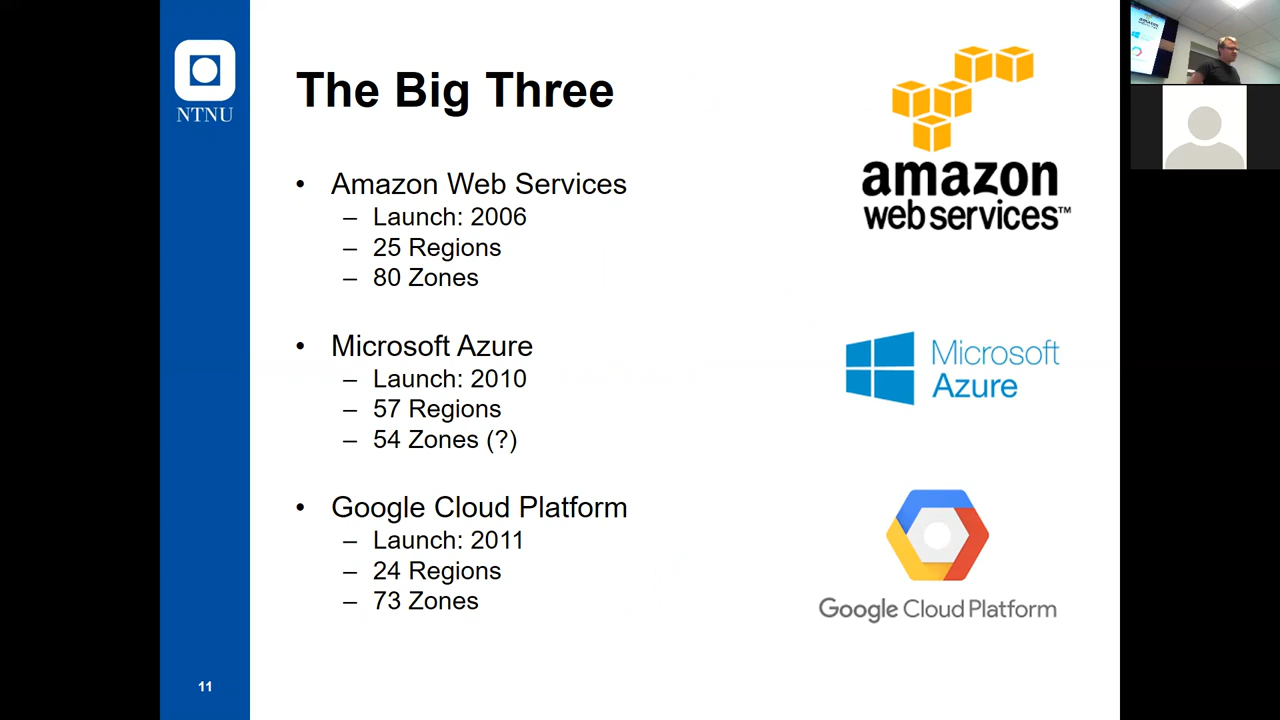 NTNU
The Big Three
• Amazon Web Services
– Launch: 2006
– 25 Regions
– 80 Zones
• Microsoft Azure
– Launch: 2010
– 57 Regions
– 54 Zones (?)
• Google Cloud Platform
– Launch: 2011
– 24 Regions
– 73 Zones
amazon
web services™
Microsoft
Azure
Google Cloud Platform
11